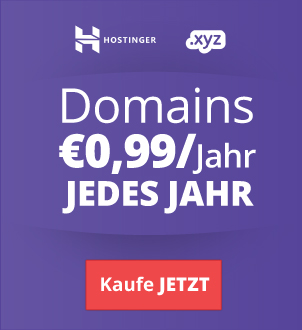 HOSTINGER .xyz
Domains
€0,99/Jahr
JEDES JAHR
Kaufe JETZT